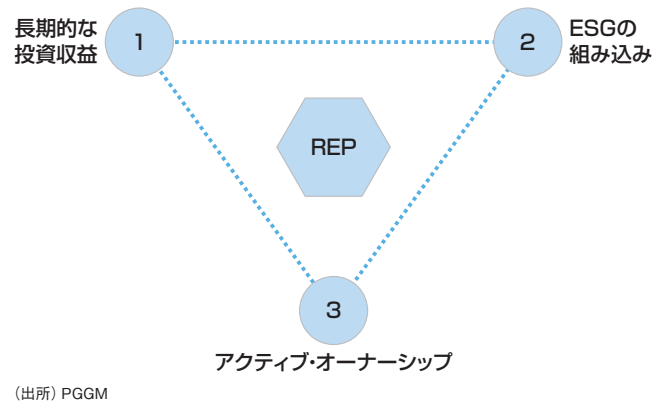 長期的な
投資収益
1
2
ESGの
組み込み
REP
3
アクティブ・オーナーシップ
(出所) PGGM